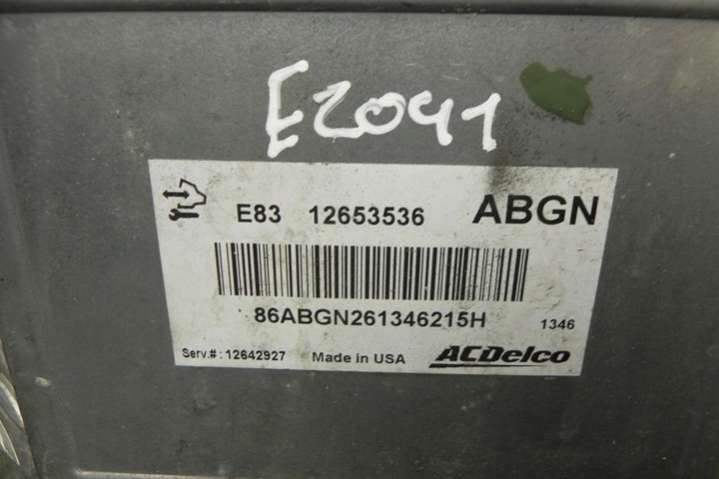 E2041
E83 12653536 ABGN
86ABGN261346215H 1346
Serv.#: 12642927 Made in USA ACDelco